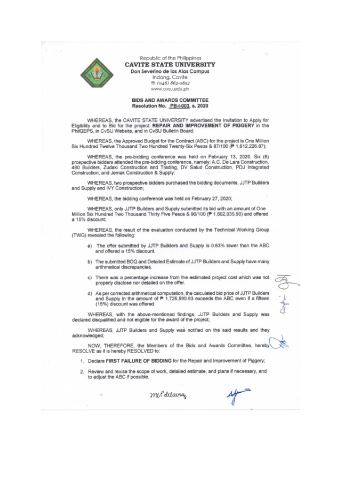 Republic of the Philippines
CAVITE STATE UNIVERSITY
Don Severino de las Alas Campus
Indang, Cavite
www.cvsu.edu.ph
BIDS AND AWARDS COMMITTEE
Resolution No. PB-I-003, s. 2020
WHEREAS, the CAVITE STATE UNIVERSITY advertised the Invitation to Apply for
Eligibility and to Bid for the project: REPAIR AND IMPROVEMENT OF PIGGERY in the
PhilGEPS, in CvSU Website, and in CvSU Bulletin Board;
WHEREAS, the Approved Budget for the Contract (ABC) for the project is One Million
Six Hundred Twelve Thousand Two Hundred Twenty-Six Pesos & 87/100 (₱ 1,612,226.87);
WHEREAS, the pre-bidding conference was held on February 13, 2020. Six (6)
prospective bidders attended the pre-bidding conference, namely: A.C. De Lara Construction,
400 Builders, Zudexi Construction and Trading, DV Salud Construction, PDJ Integrated
Construction, and Jemak Construction & Supply;
WHEREAS, two prospective bidders purchased the bidding documents, JJTP Builders
and Supply and IVY Construction;
WHEREAS, the bidding conference was held on February 27, 2020;
WHEREAS, only JJTP Builders and Supply submitted its bid with an amount of One
Million Six Hundred Two Thousand Thirty Five Pesos & 90/100 (₱ 1,602,035.90) and offered
a 15% discount;
WHEREAS, the result of the evaluation conducted by the Technical Working Group
(TWG) revealed the following:
a) The offer submitted by JJTP Builders and Supply is 0.63% lower than the ABC
and offered a 15% discount.
b) The submitted BOQ and Detailed Estimate of JJTP Builders and Supply have many
arithmetical discrepancies.
c) There was a percentage increase from the estimated project cost which was not
properly disclose nor detailed on the offer.
d) As per corrected arithmetical computation, the calculated bid price of JJTP Builders
and Supply in the amount of ₱ exceeds the ABC even if a fifteen
(15%) discount was offered.
WHEREAS, with the above-mentioned findings, JJTP Builders and Supply was
declared disqualified and not eligible for the award of the project;
WHEREAS, JJTP Builders and Supply was notified on the said results and they
acknowledged;
NOW, THEREFORE, the Members of the Bids and Awards Committee, hereby
RESOLVE as it is hereby RESOLVED to:
1. Declare FIRST FAILURE OF BIDDING for the Repair and Improvement of Piggery;
2. Review and revise the scope of work, detailed estimate, and plans if necessary, and
to adjust the ABC if possible.